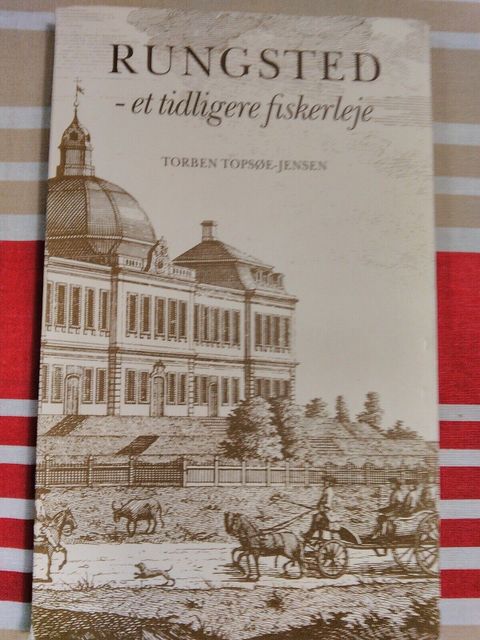 RUNGSTED
- et tidligere fiskerleje
TORBEN TOPSØE-JENSEN